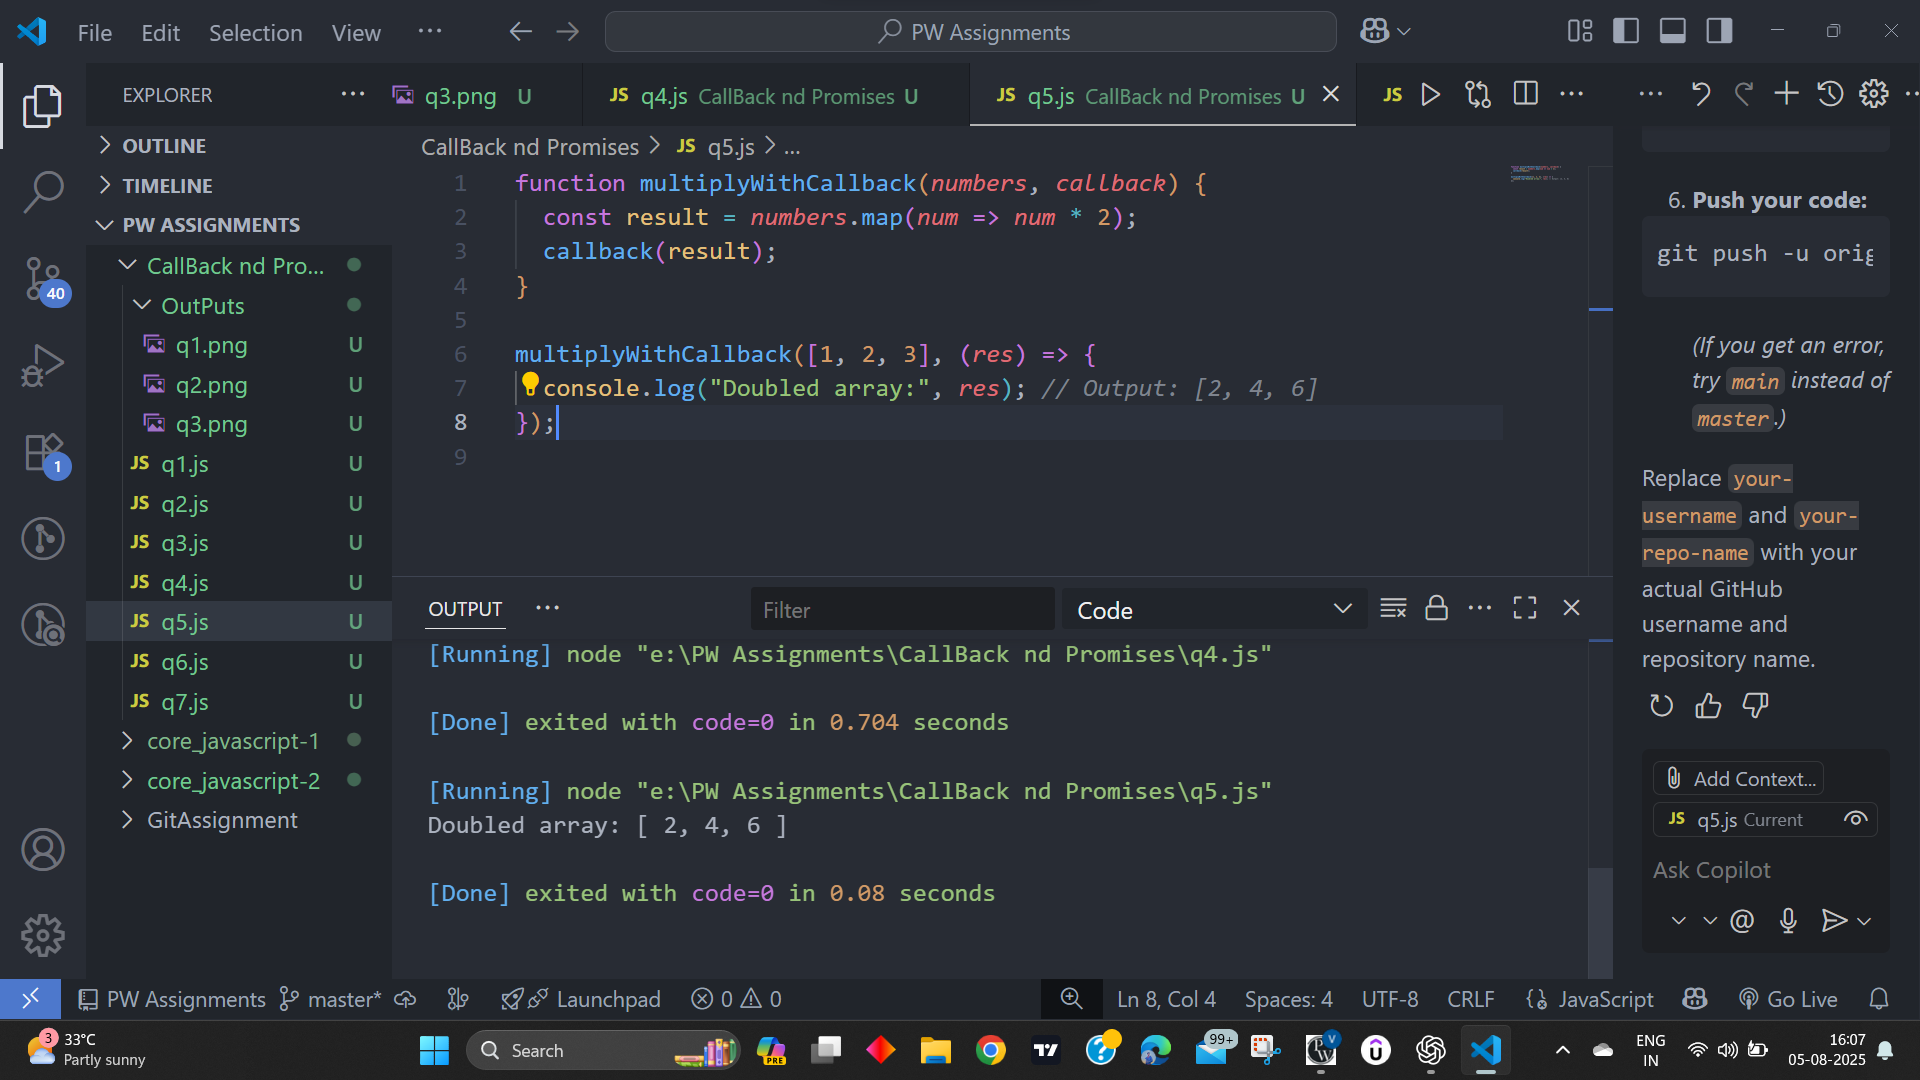 File Edit Selection View ··· PW Assignments
EXPLORER ···
OUTLINE
TIMELINE
PW ASSIGNMENTS
CallBack nd Pro...
OutPuts
q1.png U
q2.png U
q3.png U
JS q1.js U
JS q2.js U
JS q3.js U
JS q4.js U
JS q5.js U
JS q6.js U
JS q7.js U
core_javascript-1
core_javascript-2
GitAssignment
40
1
q3.png U JS q4.js CallBack nd Promises U JS q5.js CallBack nd Promises U JS
CallBack nd Promises > JS q5.js > ...
1 function multiplyWithCallback(numbers, callback) {
2 const result = numbers.map(num => num * 2);
3 callback(result);
4 }
5
6 multiplyWithCallback([1, 2, 3], (res) => {
7 console.log("Doubled array:", res); // Output: [2, 4, 6]
8 });
9
OUTPUT ··· Filter Code
[Running] node "e:\PW Assignments\CallBack nd Promises\q4.js"
[Done] exited with code=0 in 0.704 seconds
[Running] node "e:\PW Assignments\CallBack nd Promises\q5.js"
Doubled array: [ 2, 4, 6 ]
[Done] exited with code=0 in 0.08 seconds
6. Push your code:
git push -u orig
(If you get an error,
try main instead of
master.)
Replace your-
username and your-
repo-name with your
actual GitHub
username and
repository name.
Add Context...
JS q5.js Current
Ask Copilot
@
PW Assignments master* Launchpad 0 0 Ln 8, Col 4 Spaces: 4 UTF-8 CRLF JavaScript Go Live
3 33°C
Partly sunny
Search
PRE
99+
V
ENG
IN
16:07
05-08-2025